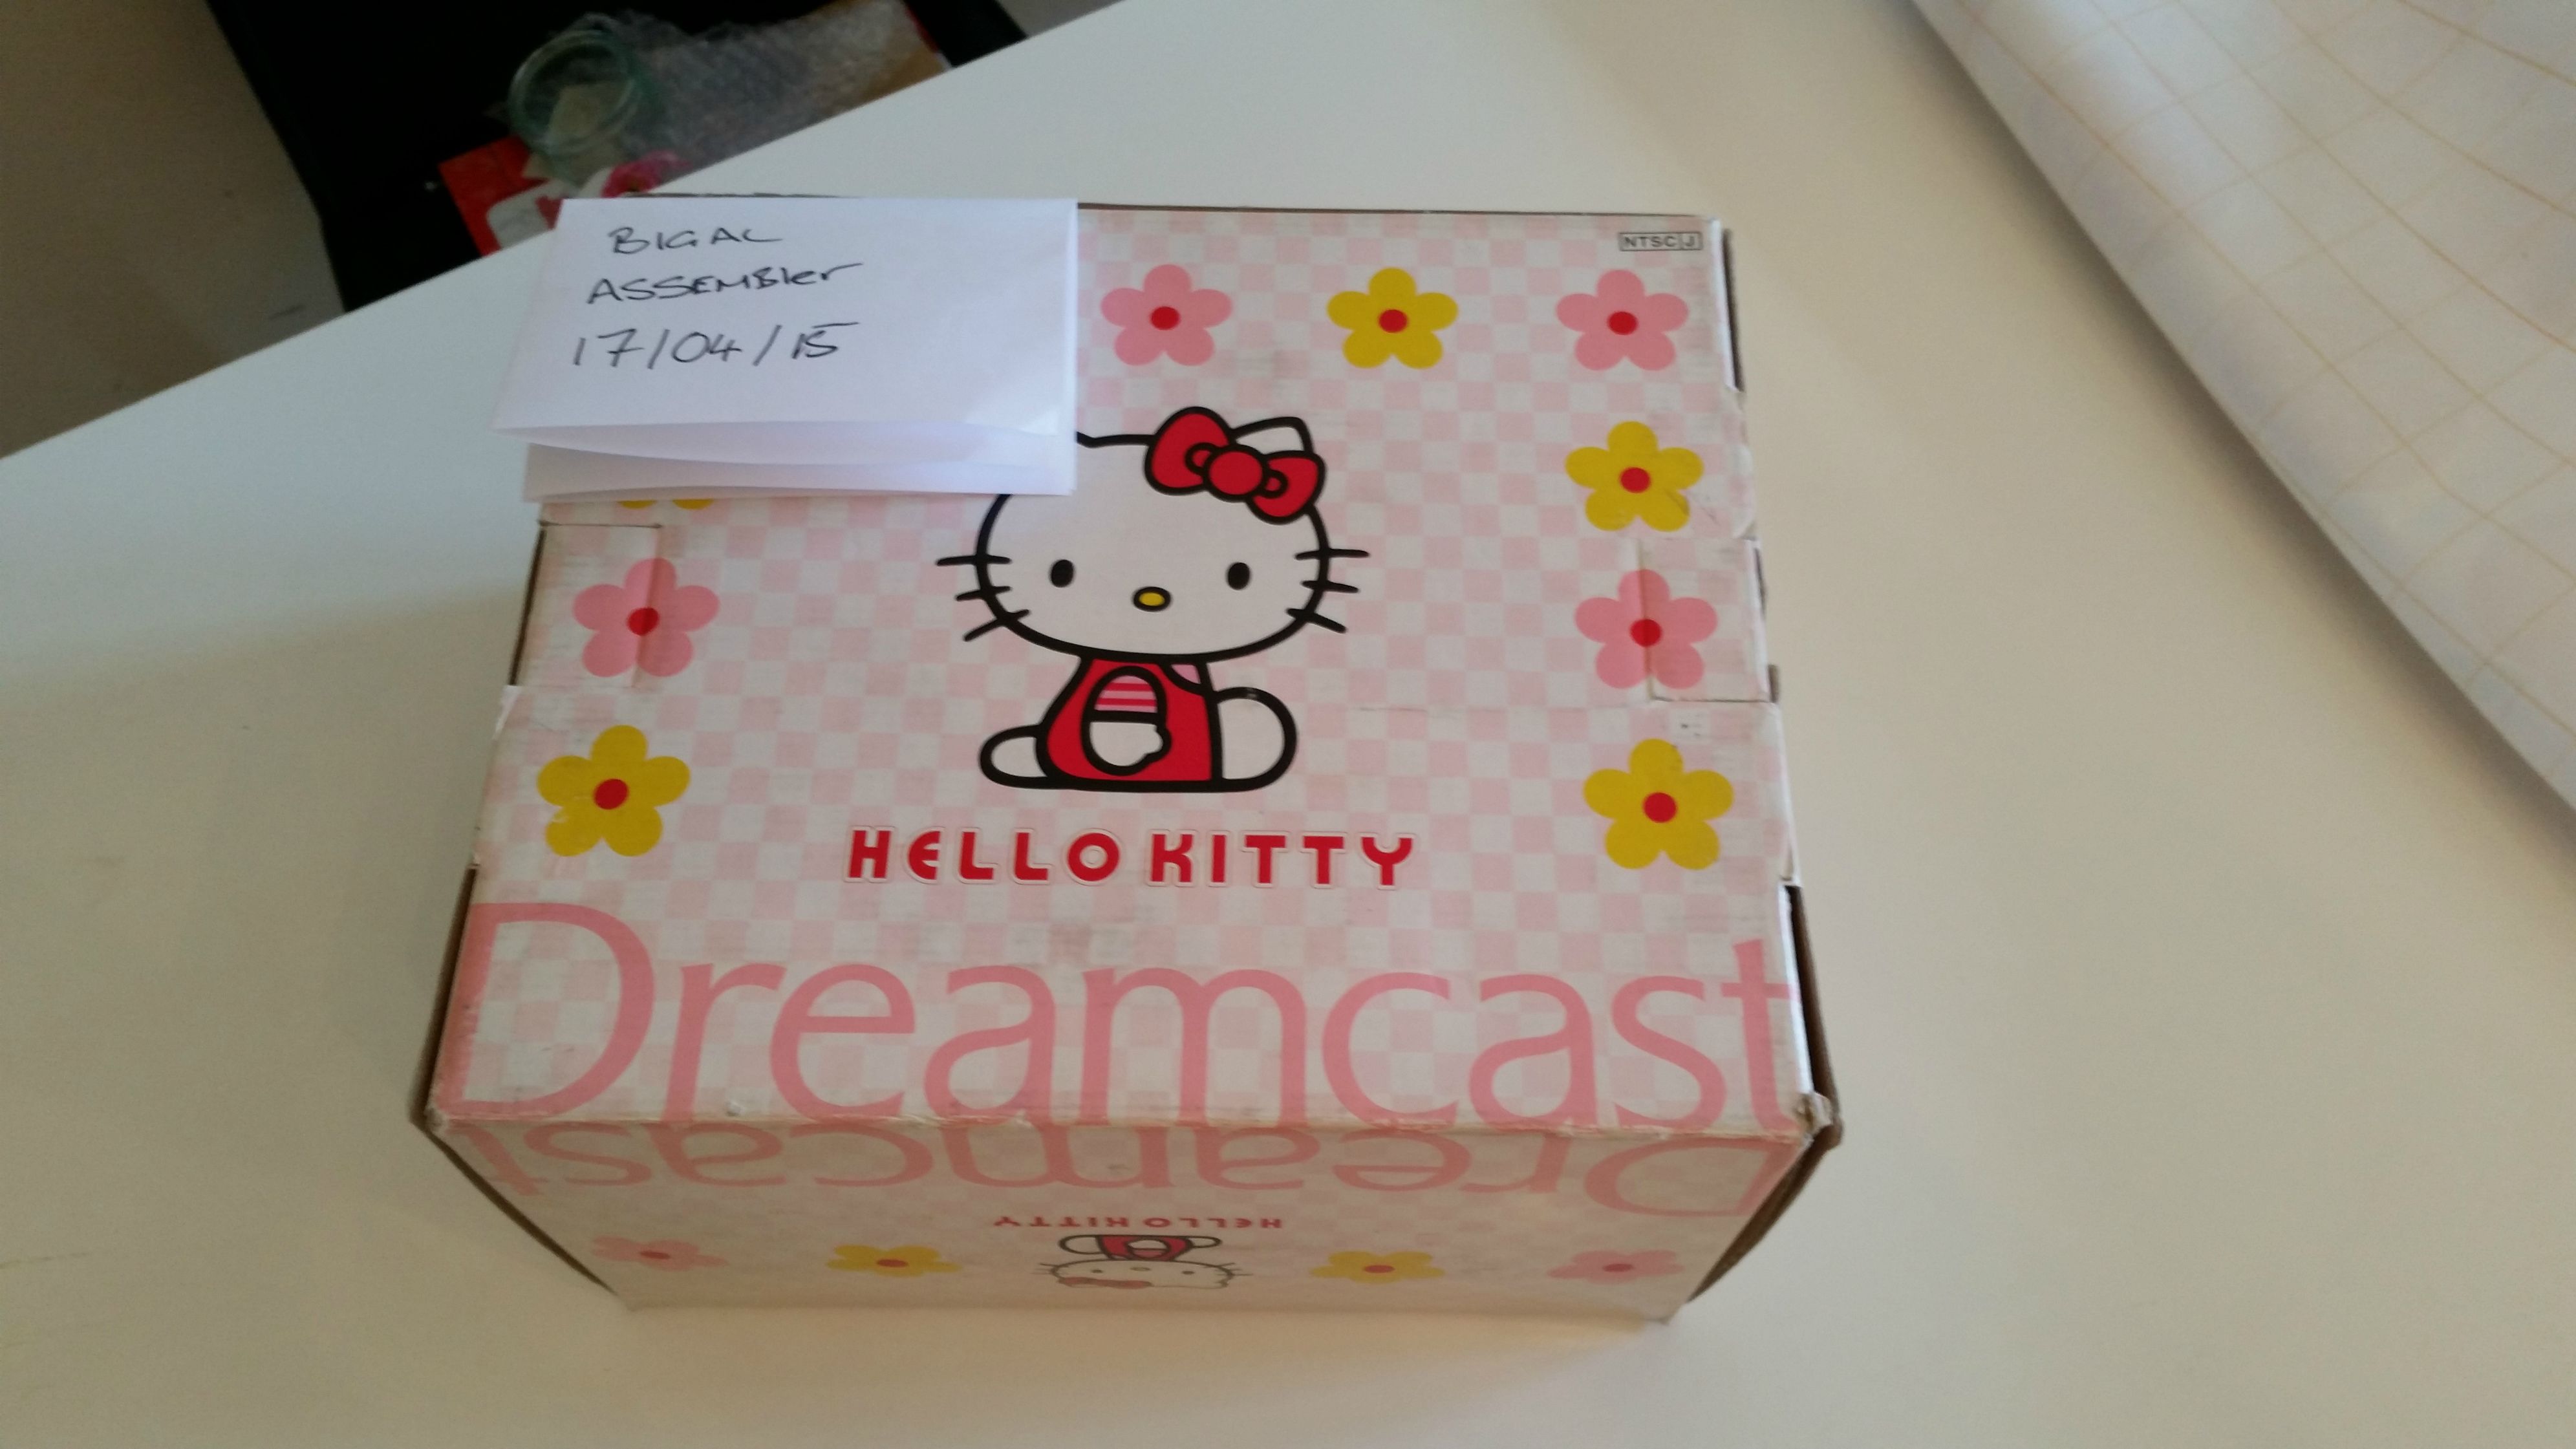 BIGAL
ASSEMBler
17/04/15
NTSC J
HELLO KITTY
Dreamcast
Dreamcast
HELLO KITTY